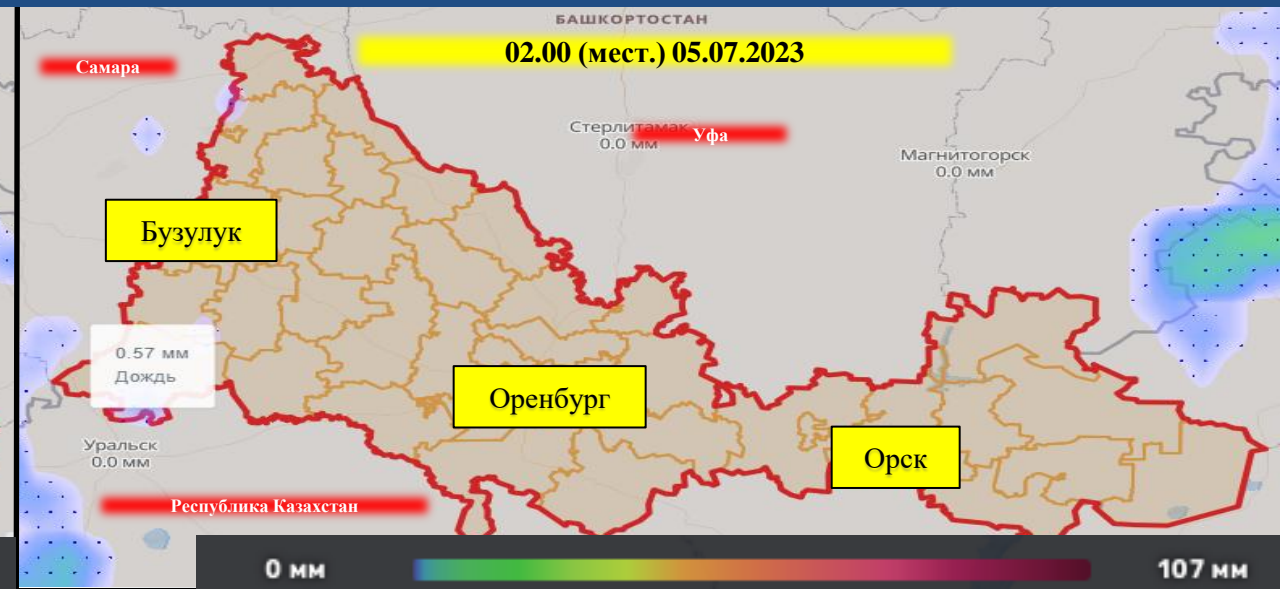 БАШКОРТОСТАН
02.00 (мест.) 05.07.2023
Самара
Стерлитамак
0.0 мм
Уфа
Магнитогорск
0.0 мм
Бузулук
0.57 мм
Дождь
Оренбург
Орск
Уральск
0.0 мм
Республика Казахстан
0 мм
107 мм